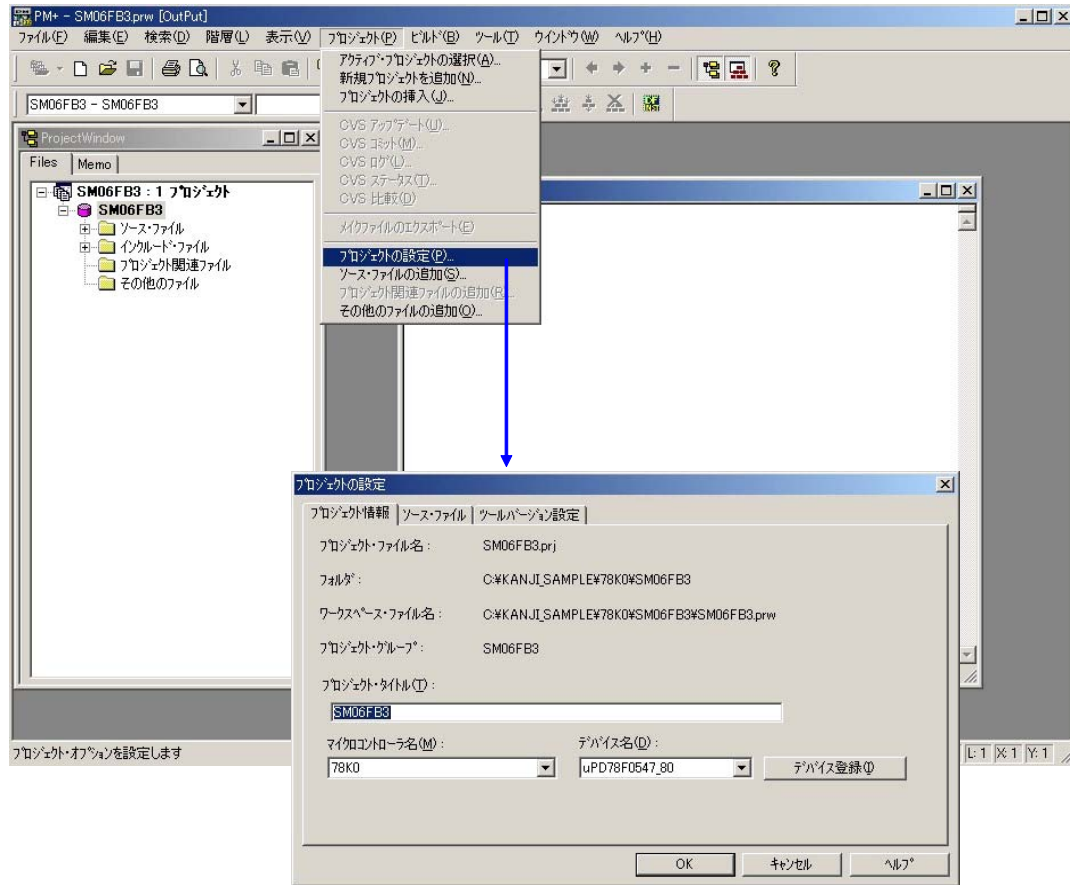 PM+ - SM06FB3.prw [OutPut]
ファイル(F) 編集(E) 検索(D) 階層(L) 表示(V) プロジェクト(P) ビルド(B) ツール(T) ウインドウ(W) ヘルプ(H)
アクティブ・プロジェクトの選択(A)...
新規プロジェクトを追加(N)...
プロジェクトの挿入(J)...
CVS アップデート(U)...
CVS コミット(M)...
CVS ログ(L)...
CVS ステータス(T)...
CVS 比較(D)
メイクファイルのエクスポート(E)
プロジェクトの設定(P)...
ソース・ファイルの追加(S)...
プロジェクト関連ファイルの追加(R)...
その他のファイルの追加(O)...
SM06FB3 - SM06FB3
ProjectWindow
Files Memo
SM06FB3 : 1 プロジェクト
SM06FB3
ソース・ファイル
インクルード・ファイル
プロジェクト関連ファイル
その他のファイル
プロジェクトの設定
プロジェクト情報 ソース・ファイル ツールバージョン設定
プロジェクト・ファイル名 : SM06FB3.prj
フォルダ : C:¥KANJI_SAMPLE¥78K0¥SM06FB3
ワークスペース・ファイル名 : C:¥KANJI_SAMPLE¥78K0¥SM06FB3¥SM06FB3.prw
プロジェクト・グループ : SM06FB3
プロジェクト・タイトル(T) :
SM06FB3
マイクロコントローラ名(M) : デバイス名(D) :
78K0 uPD78F0547_80 デバイス登録(I)
OK キャンセル ヘルプ
プロジェクト・オプションを設定します
L: 1 X: 1 Y: 1